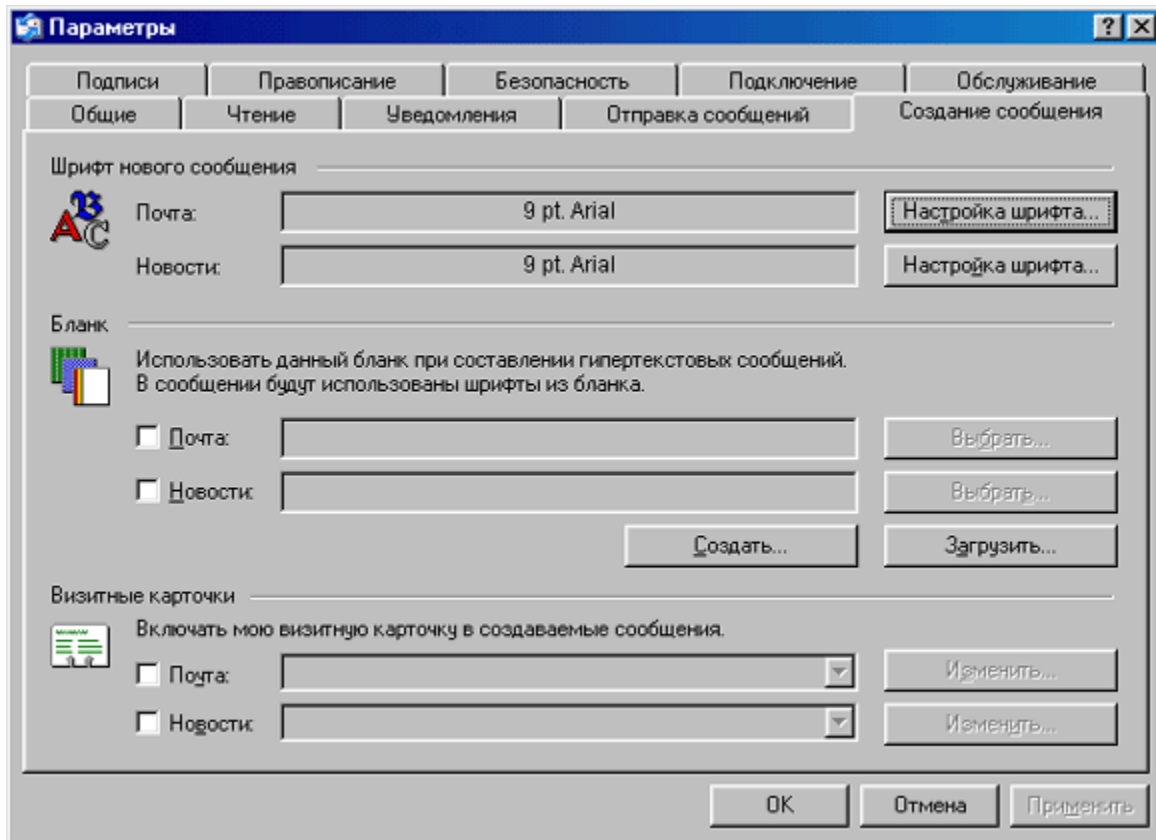 Параметры
Подписи Правописание Безопасность Подключение Обслуживание
Общие Чтение Уведомления Отправка сообщений Создание сообщения
Шрифт нового сообщения
Почта: 9 pt. Arial Настройка шрифта...
Новости: 9 pt. Arial Настройка шрифта...
Бланк
Использовать данный бланк при составлении гипертекстовых сообщений.
В сообщении будут использованы шрифты из бланка.
Почта: Выбрать...
Новости: Выбрать...
Создать... Загрузить...
Визитные карточки
Включать мою визитную карточку в создаваемые сообщения.
Почта: Изменить...
Новости: Изменить...
OK Отмена Применить